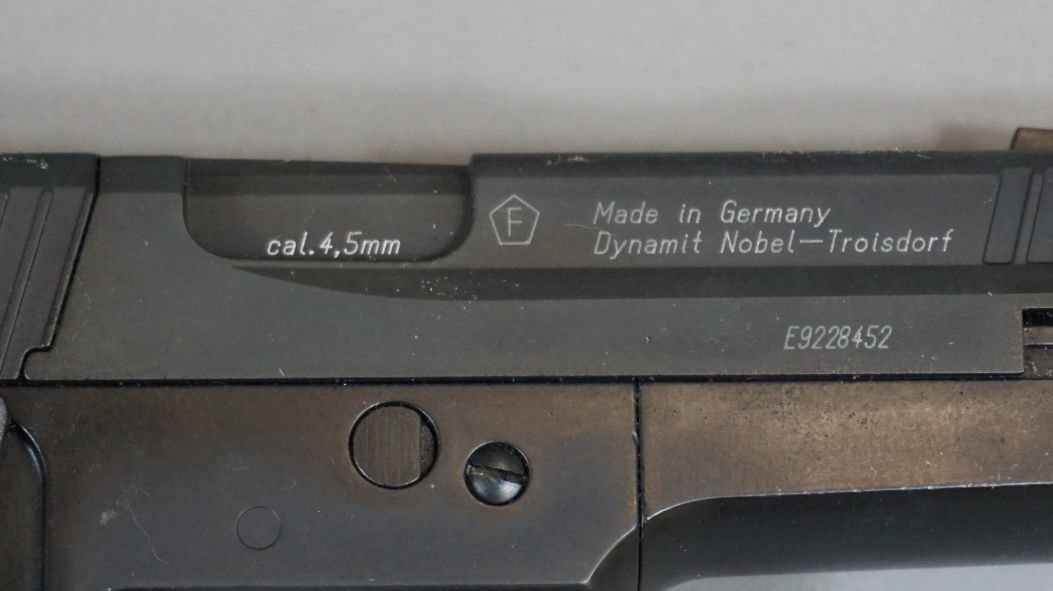 cal.4,5mm
F
Made in Germany
Dynamit Nobel—Troisdorf
E9228452